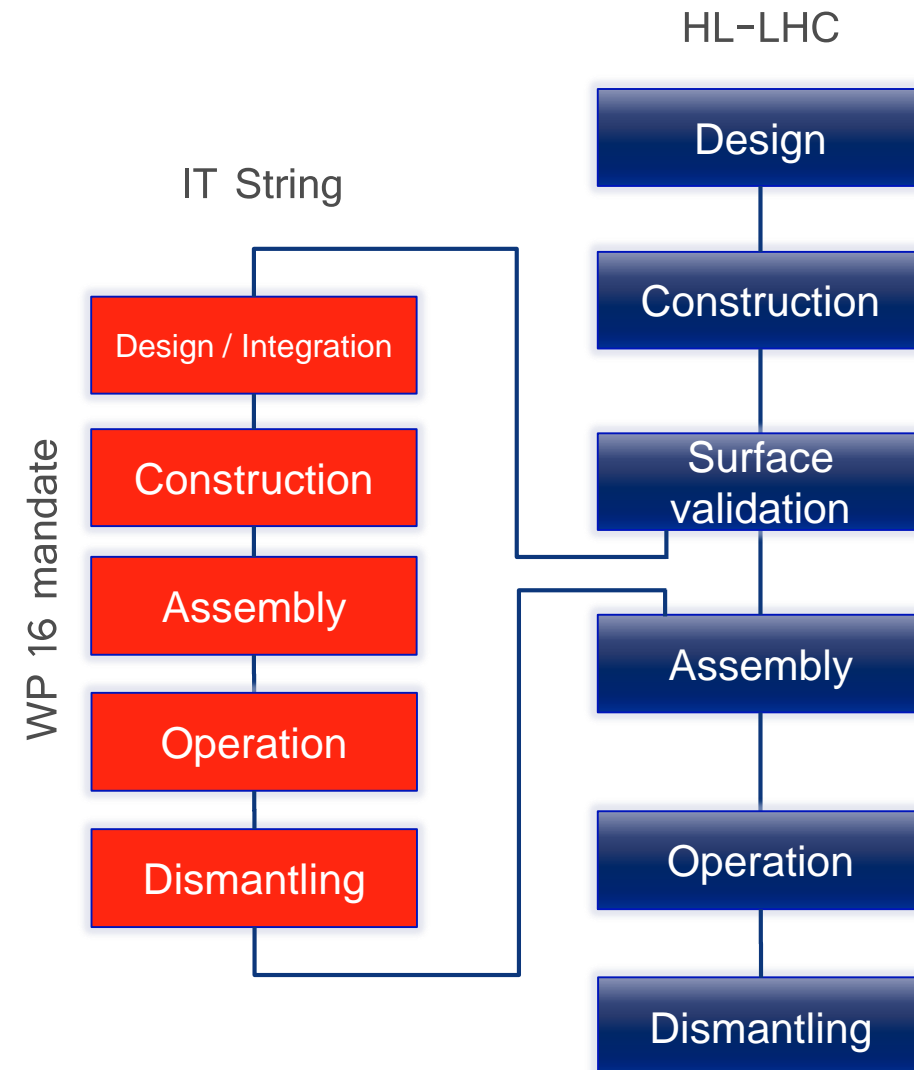 HL-LHC
Design
Construction
Surface
validation
Assembly
Operation
Dismantling
IT String
Design / Integration
Construction
Assembly
Operation
Dismantling
WP 16 mandate